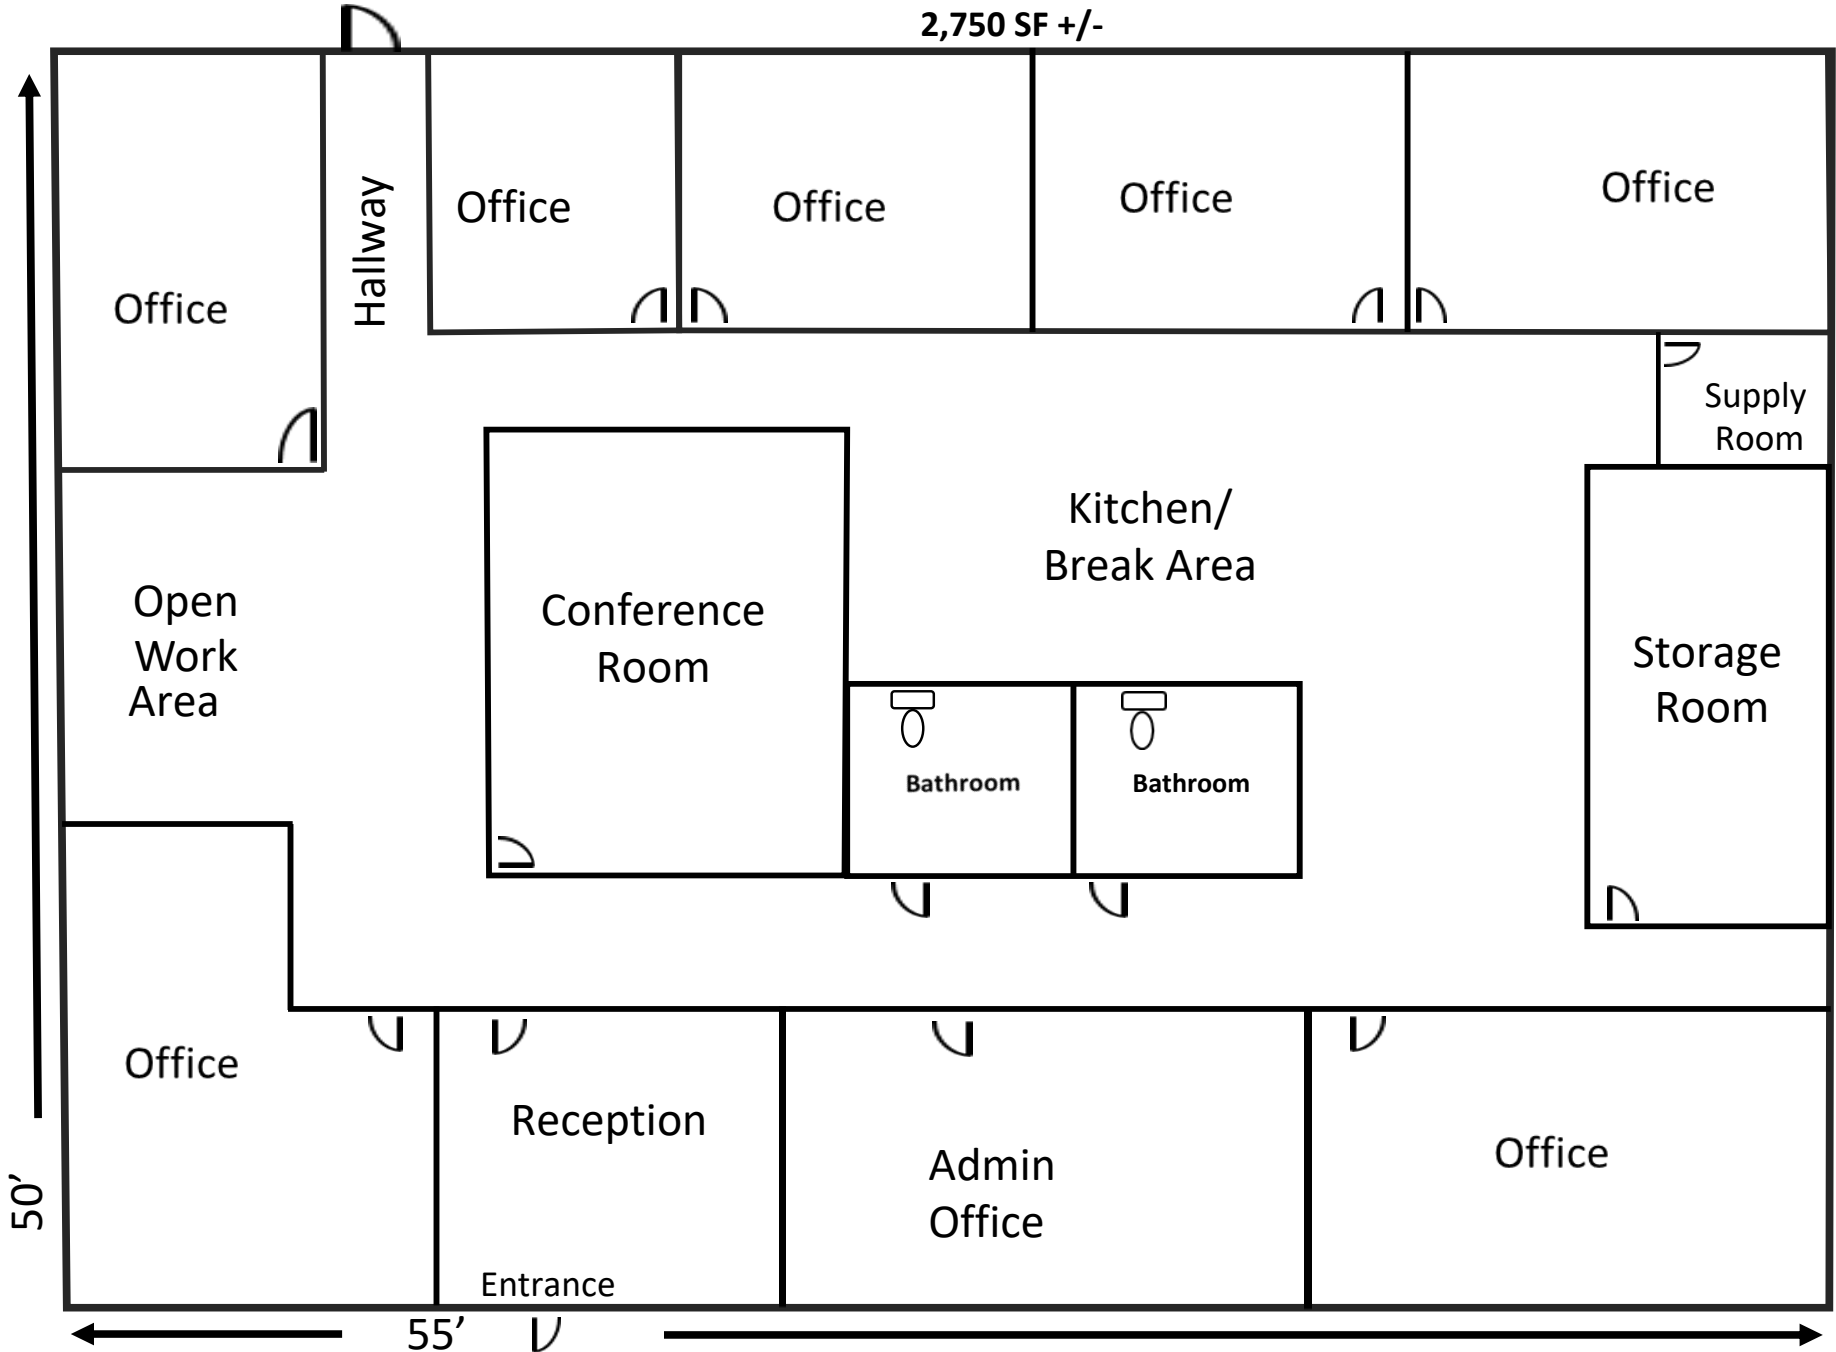 2,750 SF +/-
Office
Hallway
Office
Office
Office
Office
Supply
Room
Kitchen/
Break Area
Conference
Room
Open
Work
Area
Storage
Room
Bathroom
Bathroom
Office
Reception
Admin
Office
Office
Entrance
50’
55’